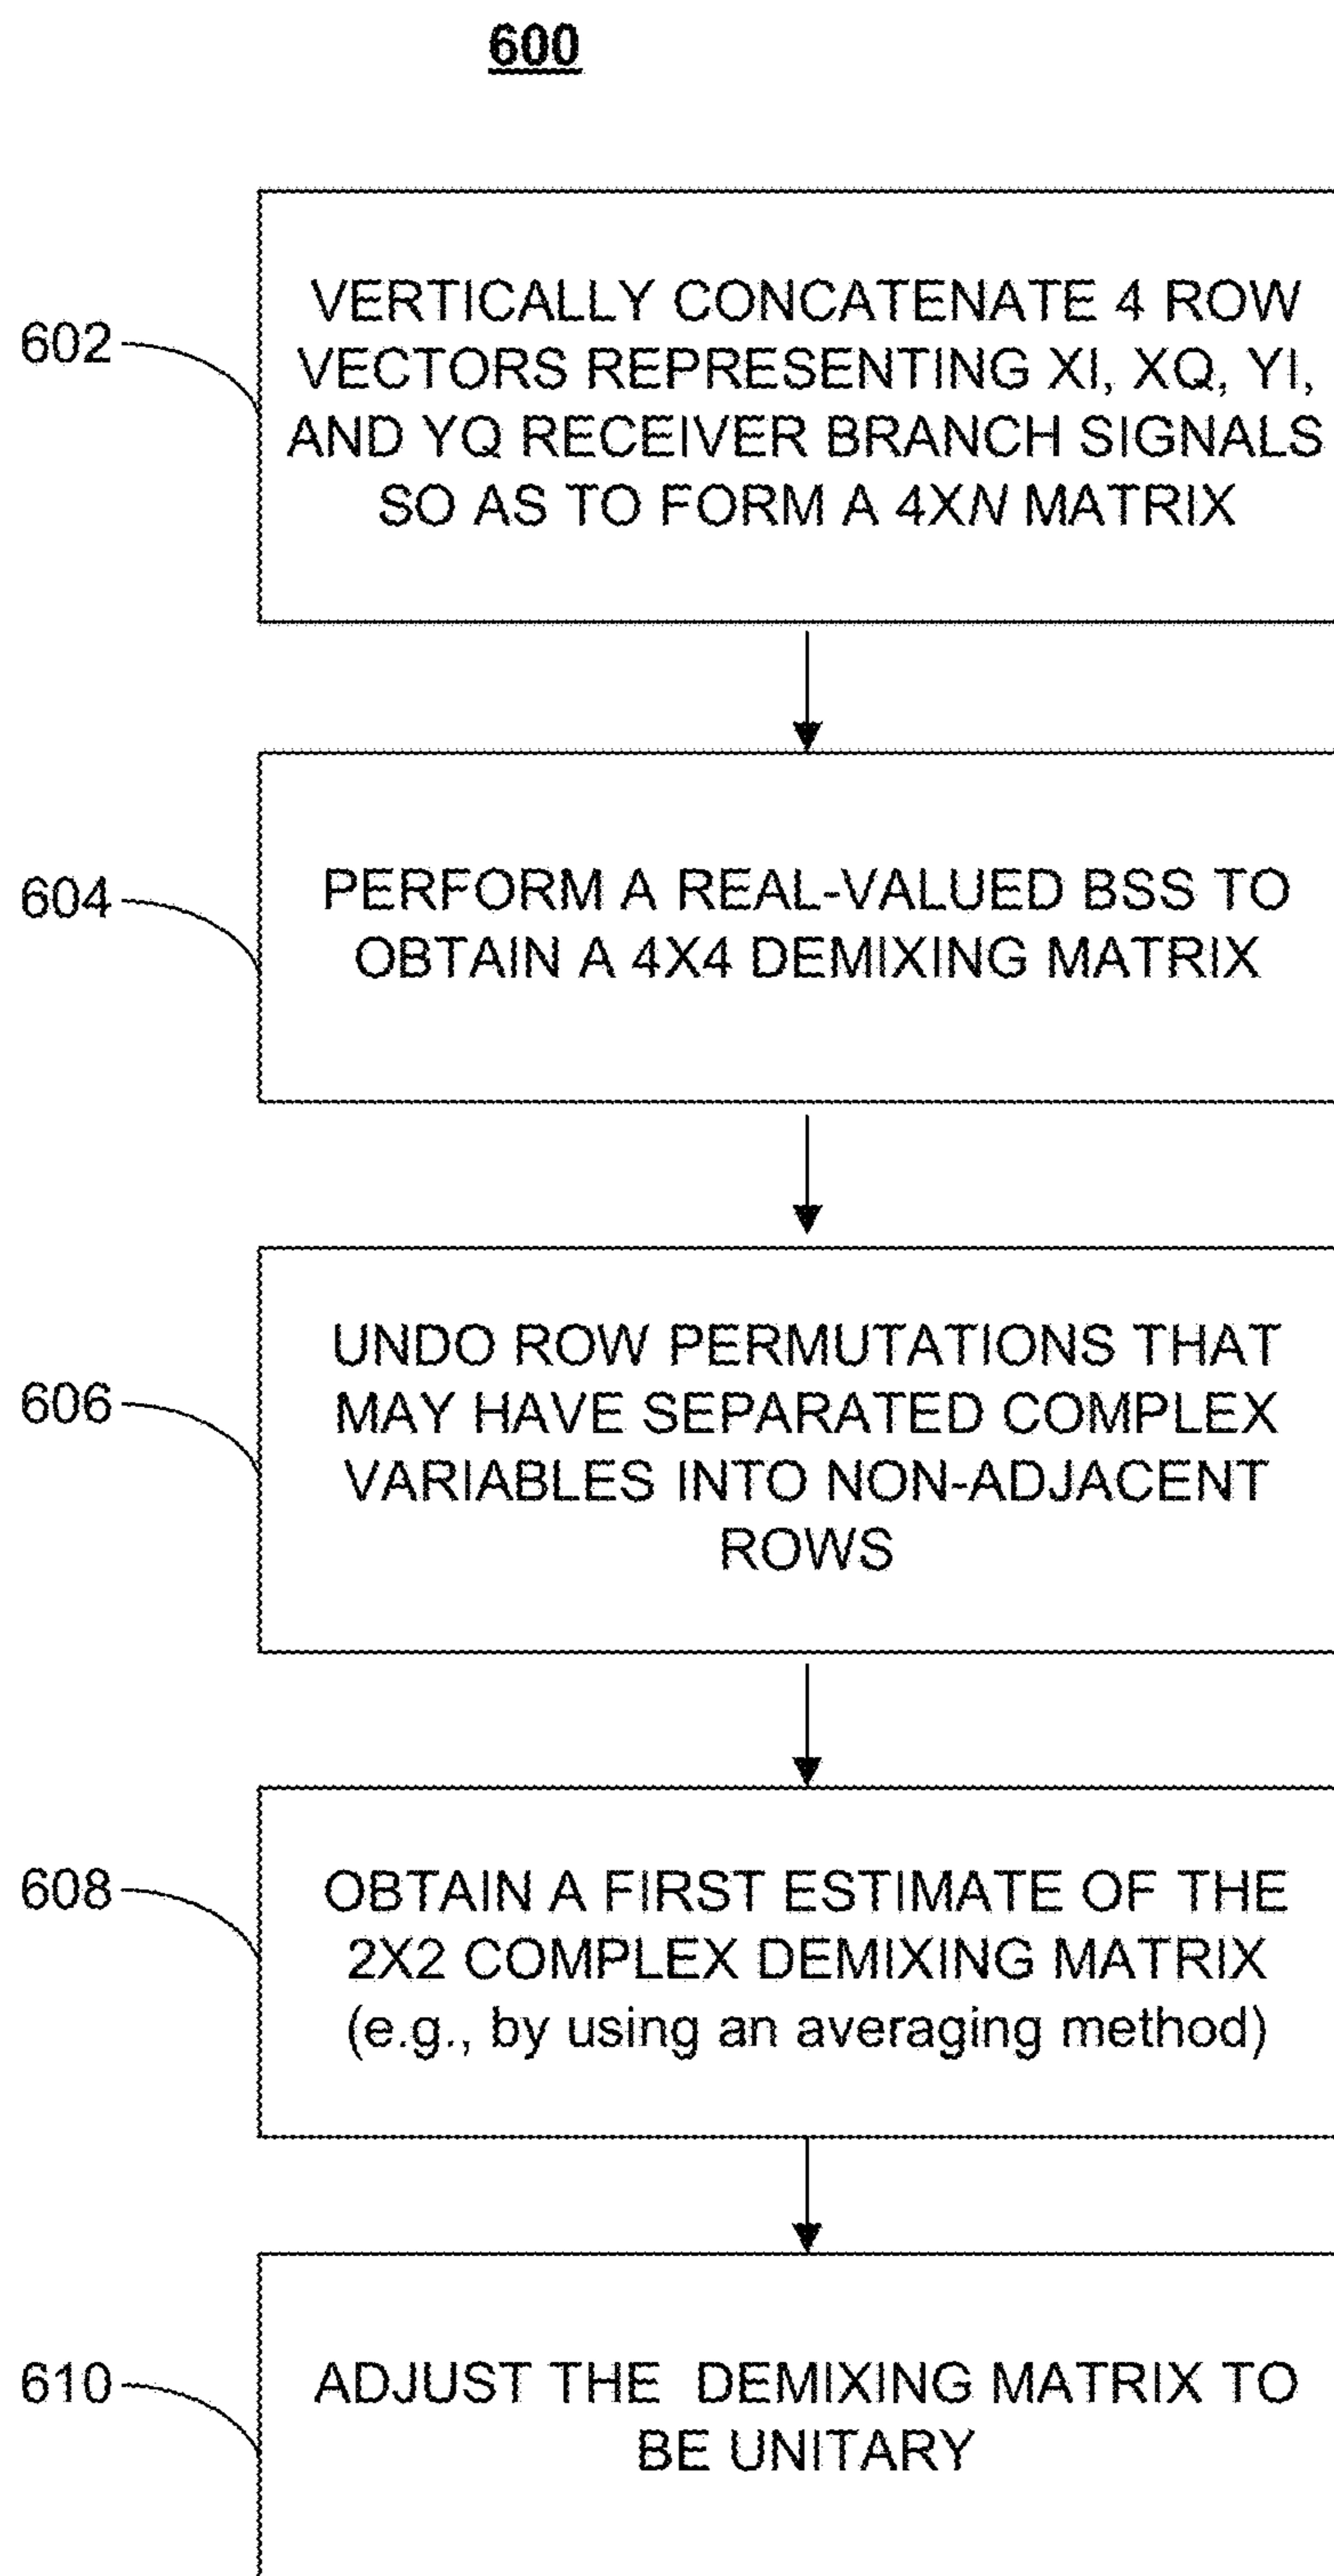 600
602
VERTICALLY CONCATENATE 4 ROW
VECTORS REPRESENTING XI, XQ, YI,
AND YQ RECEIVER BRANCH SIGNALS
SO AS TO FORM A 4XN MATRIX
604
PERFORM A REAL-VALUED BSS TO
OBTAIN A 4X4 DEMIXING MATRIX
606
UNDO ROW PERMUTATIONS THAT
MAY HAVE SEPARATED COMPLEX
VARIABLES INTO NON-ADJACENT
ROWS
608
OBTAIN A FIRST ESTIMATE OF THE
2X2 COMPLEX DEMIXING MATRIX
(e.g., by using an averaging method)
610
ADJUST THE DEMIXING MATRIX TO
BE UNITARY